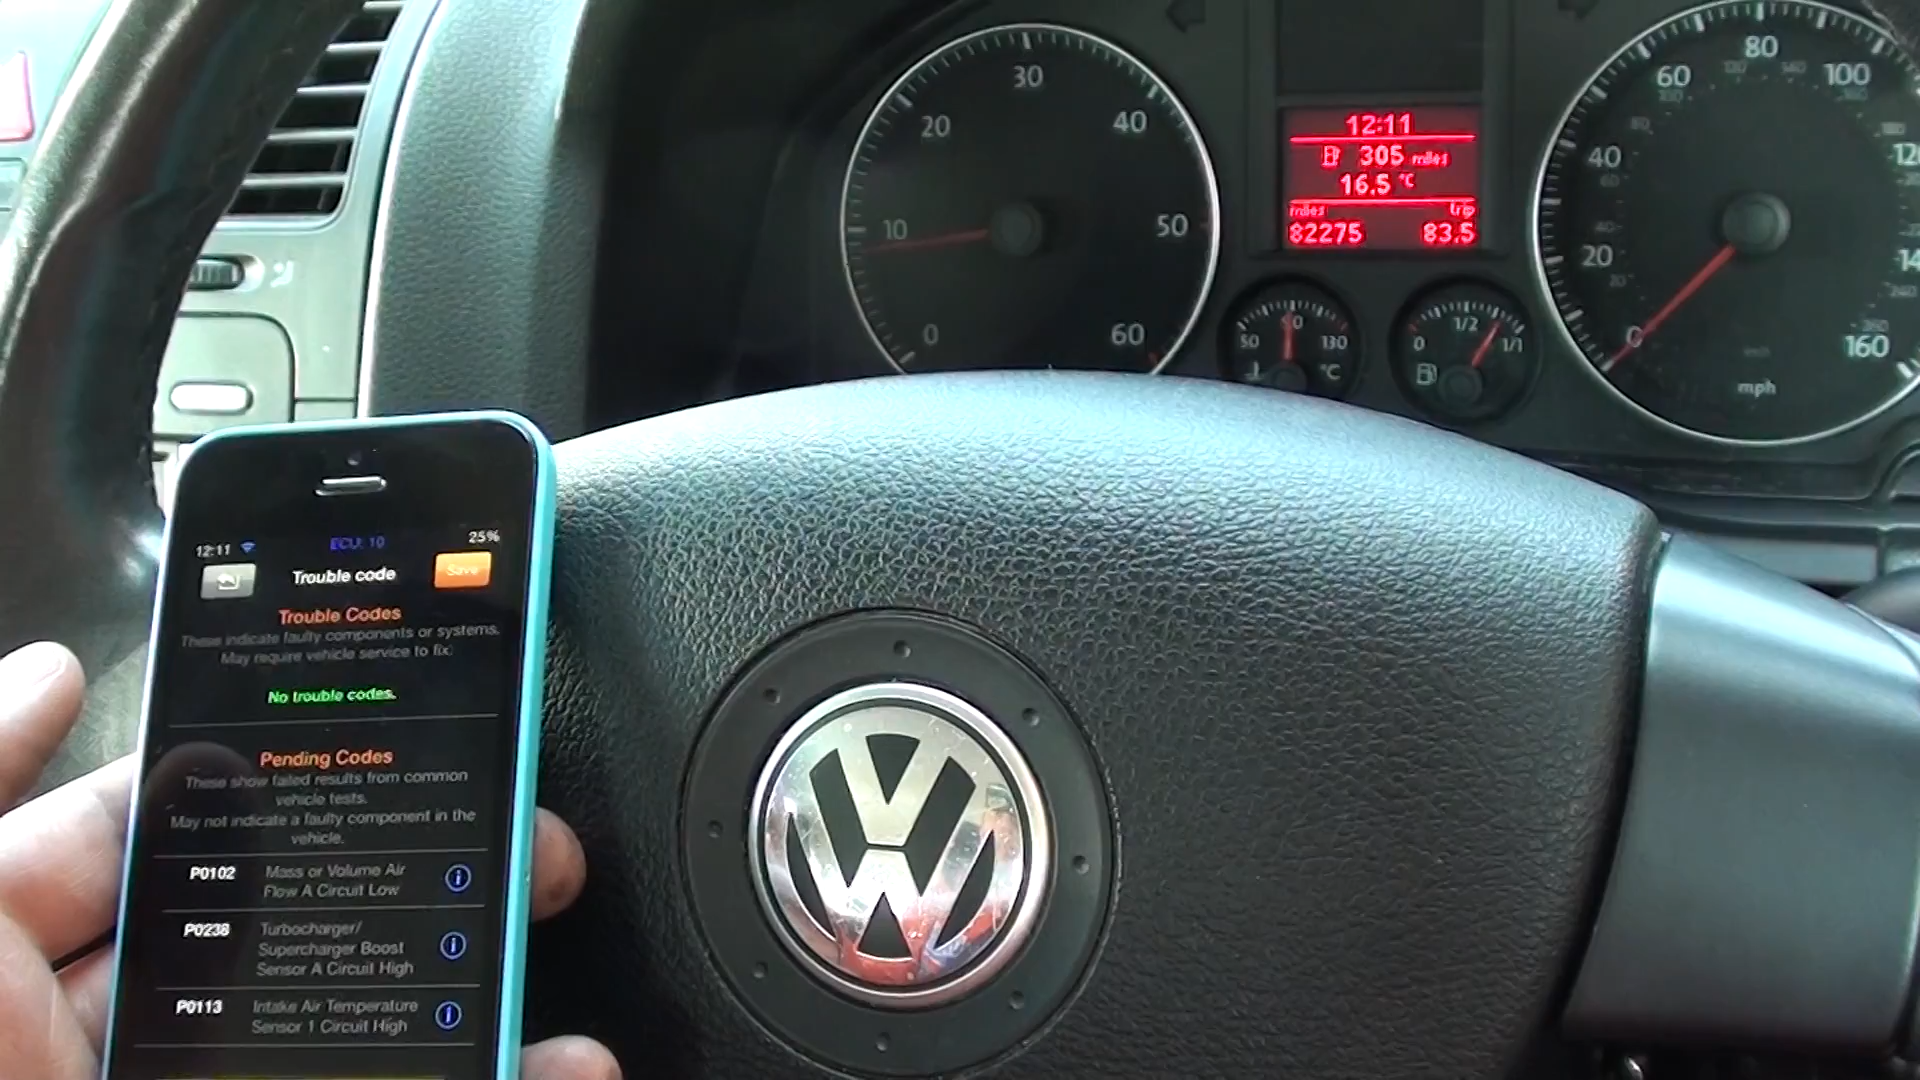 30
20
40
10
50
0
60
12:11
305 miles
16.5 °C
miles trip
82275 83.5
50 90 130
°C
0 1/2 1/1
80
60
100
40
20
0
160
mph
12:11 ECU: 10 25%
Trouble code Save
Trouble Codes
These indicate faulty components or systems.
May require vehicle service to fix.
No trouble codes.
Pending Codes
These show failed results from common
vehicle tests.
May not indicate a faulty component in the
vehicle.
P0102 Mass or Volume Air
Flow A Circuit Low
P0238 Turbocharger/
Supercharger Boost
Sensor A Circuit High
P0113 Intake Air Temperature
Sensor 1 Circuit High